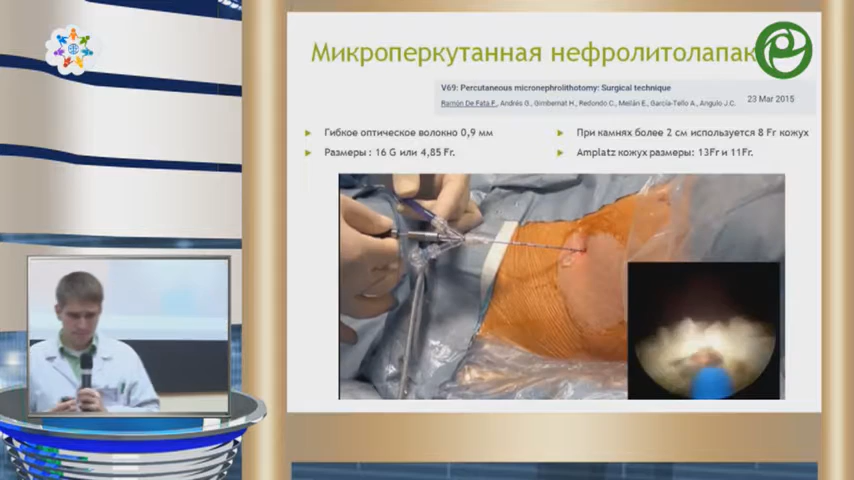 Микроперкутанная нефролитолапак
V69: Percutaneous micronephrolithotomy: Surgical technique
Ramón De Fata F., Andrés G., Gimbernat H., Redondo C., Meilán E., García-Tello A., Angulo J.C.
23 Mar 2015
Гибкое оптическое волокно 0,9 мм
Размеры : 16 G или 4,85 Fr.
При камнях более 2 см используется 8 Fr кожух
Amplatz кожух размеры: 13Fr и 11Fr.